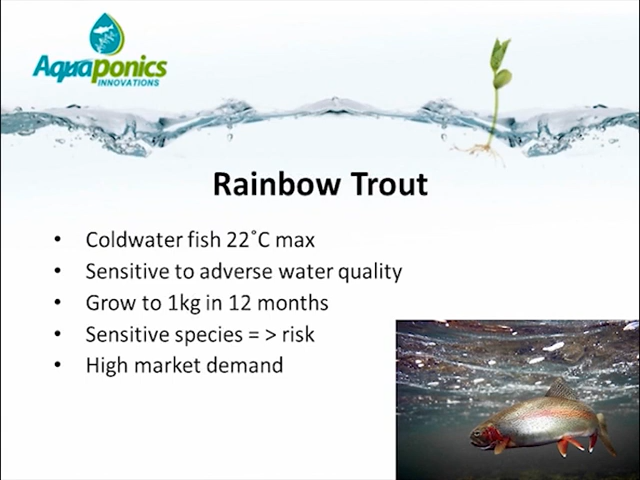 Aquaponics
INNOVATIONS
Rainbow Trout
• Coldwater fish 22˚C max
• Sensitive to adverse water quality
• Grow to 1kg in 12 months
• Sensitive species = > risk
• High market demand